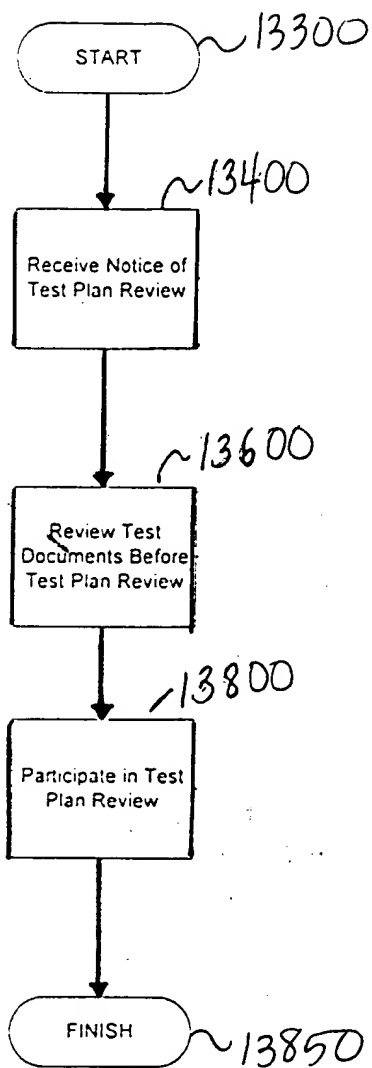 START
13300
13400
Receive Notice of
Test Plan Review
13600
Review Test
Documents Before
Test Plan Review
13800
Participate in Test
Plan Review
FINISH
13850